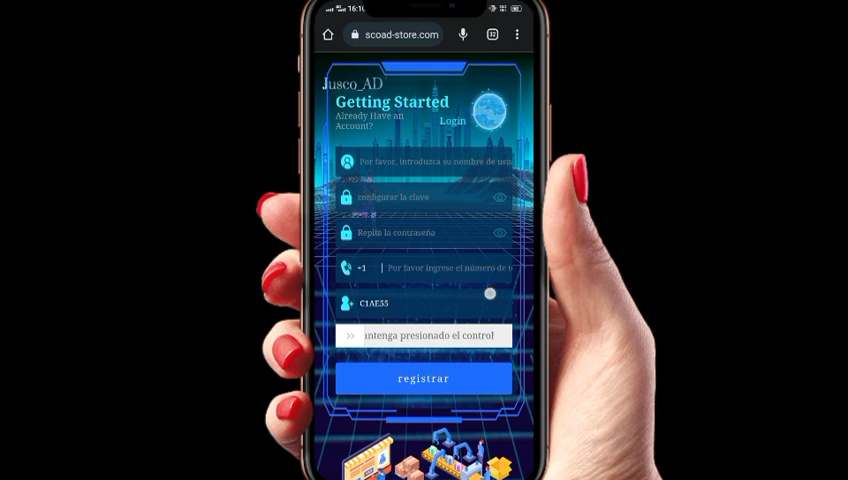 16:10
scoad-store.com
32
Jusco_AD
Getting Started
Already Have an
Account?
Login
Por favor, introduzca su nombre de usu
configurar la clave
Repita la contraseña
+1
Por favor ingrese el número de t
C1AE55
antenga presionado el control
registrar